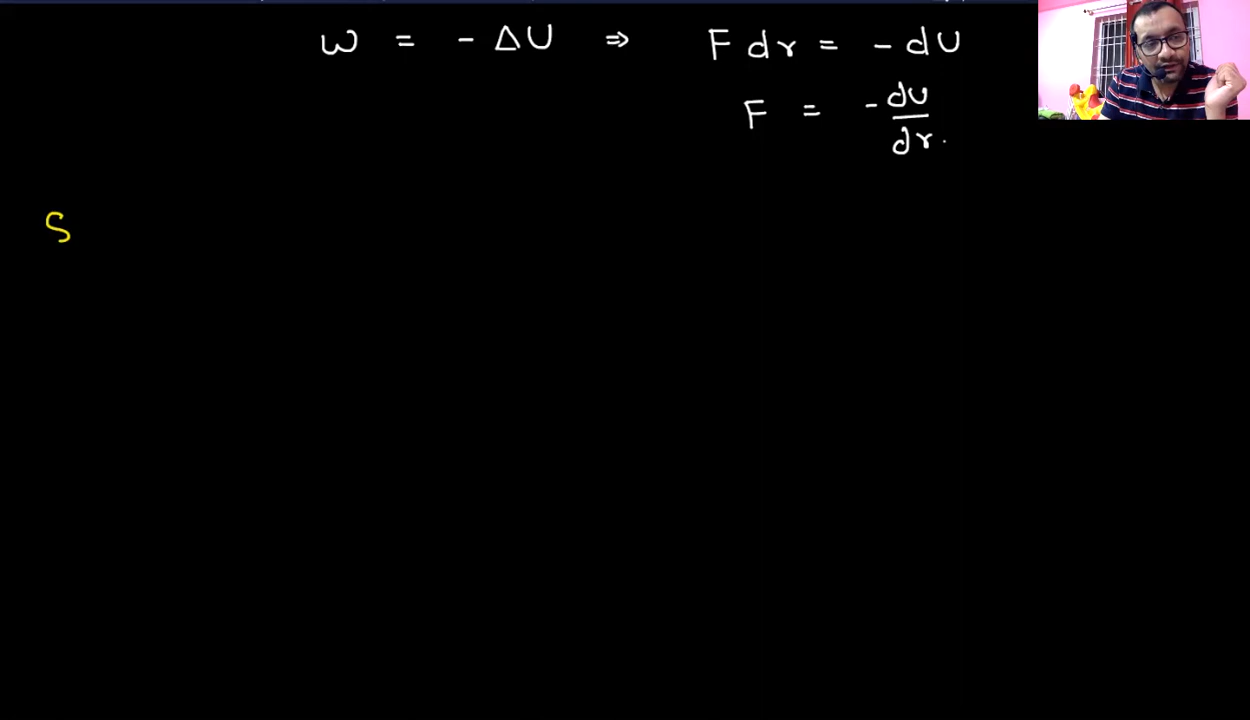 w = - ΔU ⇒ F dr = - dU
F = - dU/dr.
S